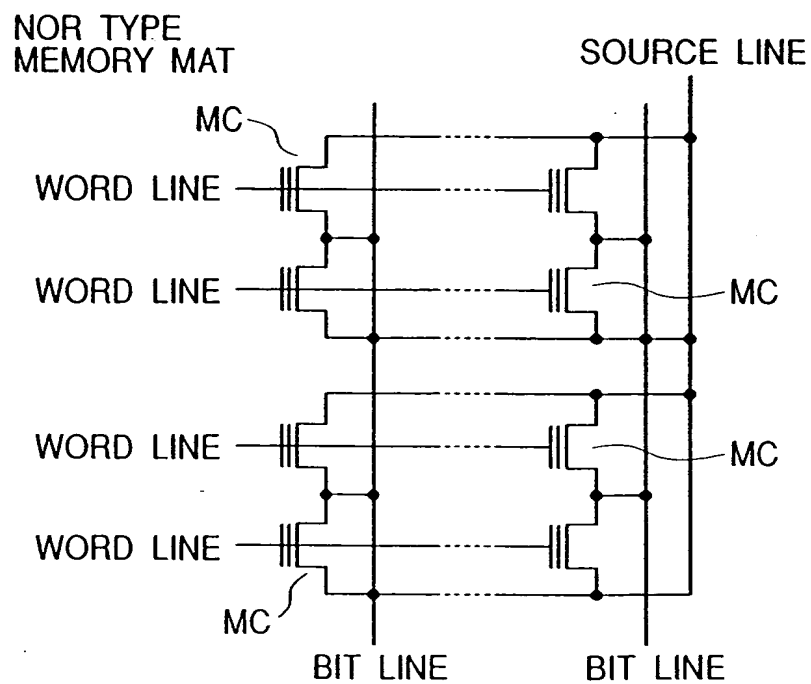 NOR TYPE
MEMORY MAT
SOURCE LINE
MC
WORD LINE
WORD LINE
MC
WORD LINE
MC
WORD LINE
MC
BIT LINE
BIT LINE